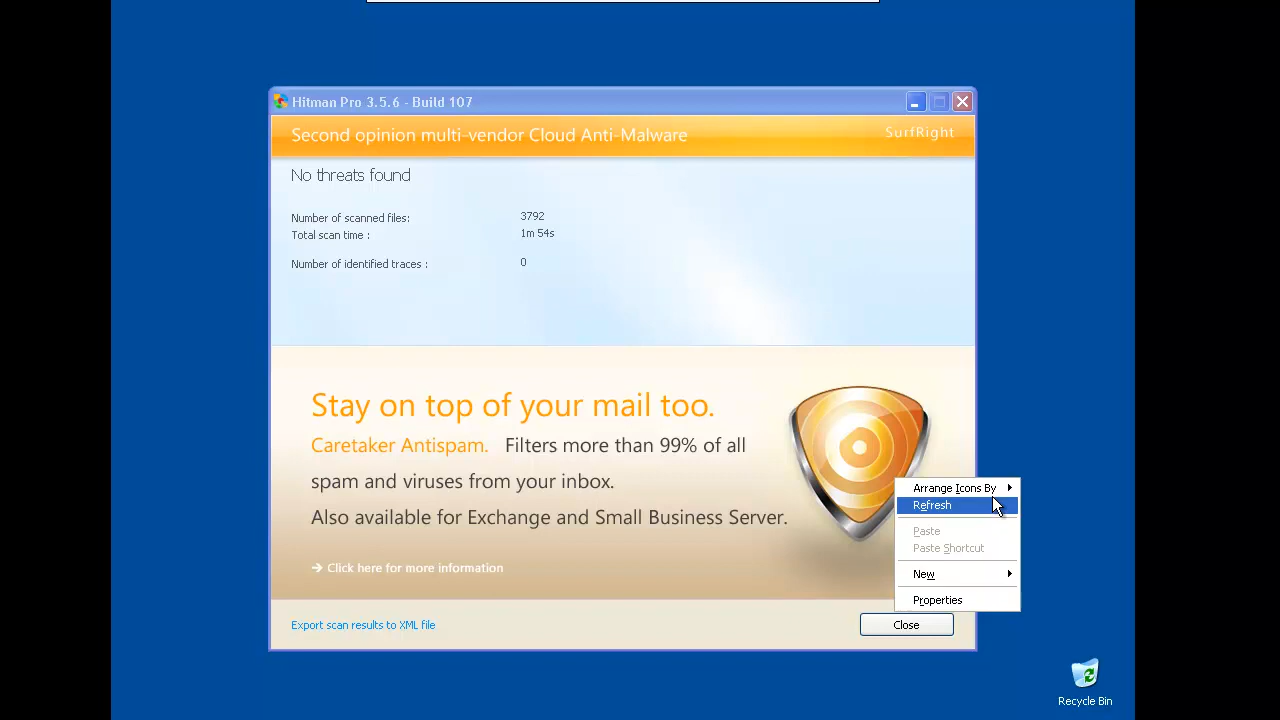 Hitman Pro 3.5.6 - Build 107
Second opinion multi-vendor Cloud Anti-Malware
SurfRight
No threats found
Number of scanned files: 3792
Total scan time : 1m 54s
Number of identified traces : 0
Stay on top of your mail too.
Caretaker Antispam. Filters more than 99% of all
spam and viruses from your inbox.
Also available for Exchange and Small Business Server.
Click here for more information
Arrange Icons By
Refresh
Paste
Paste Shortcut
New
Properties
Export scan results to XML file
Close
Recycle Bin